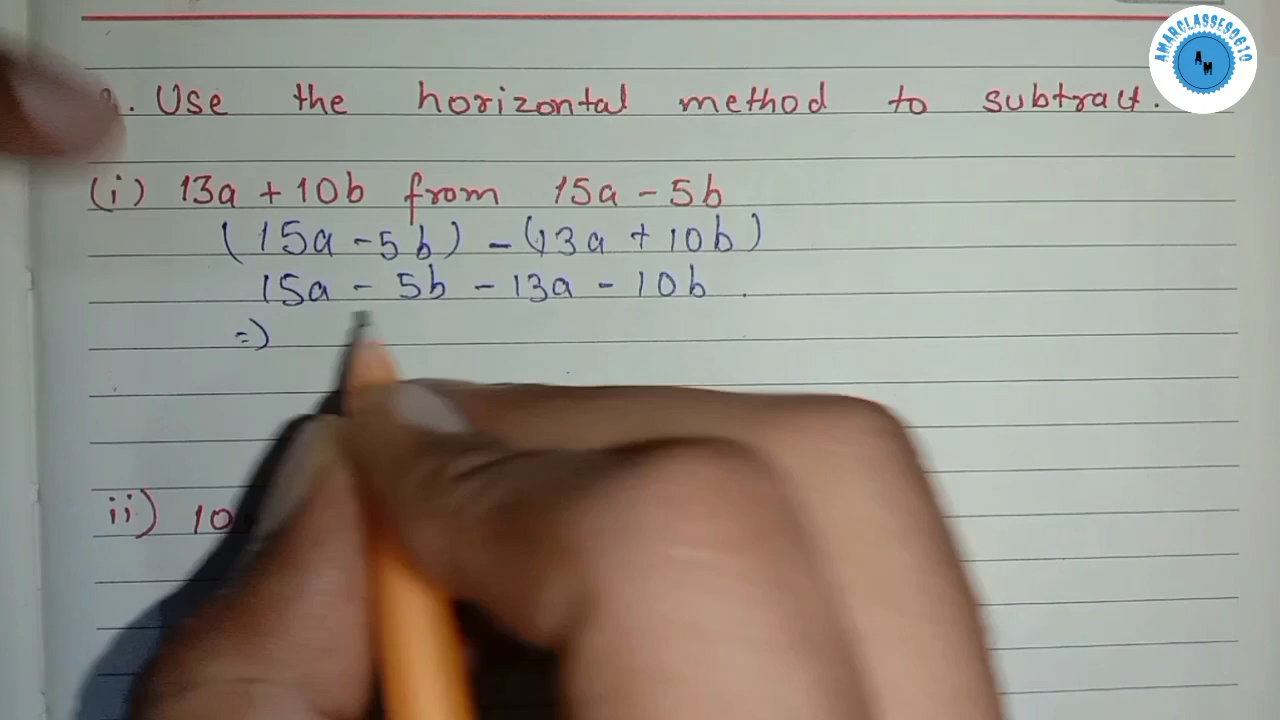 . Use the horizontal method to subtract.
(i) 13a + 10b from 15a - 5b
(15a - 5b) - (13a + 10b)
15a - 5b - 13a - 10b
=)
ii) 10
AMARCLASSES0610
AM